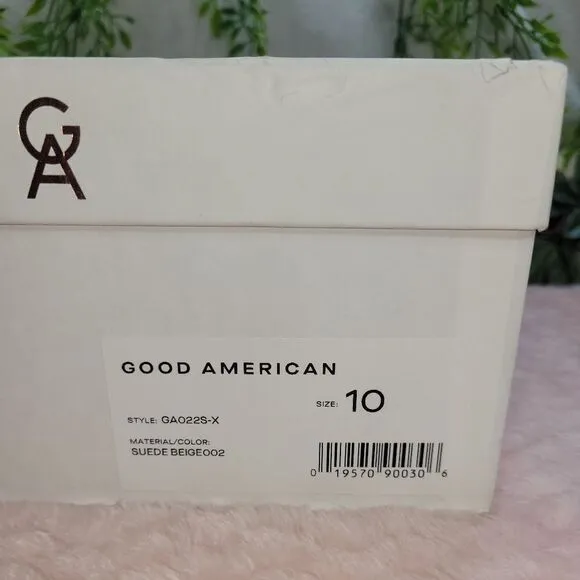 GA
GOOD AMERICAN
SIZE: 10
STYLE: GA022S-X
MATERIAL/COLOR:
SUEDE BEIGE002
0 19570 90030 6